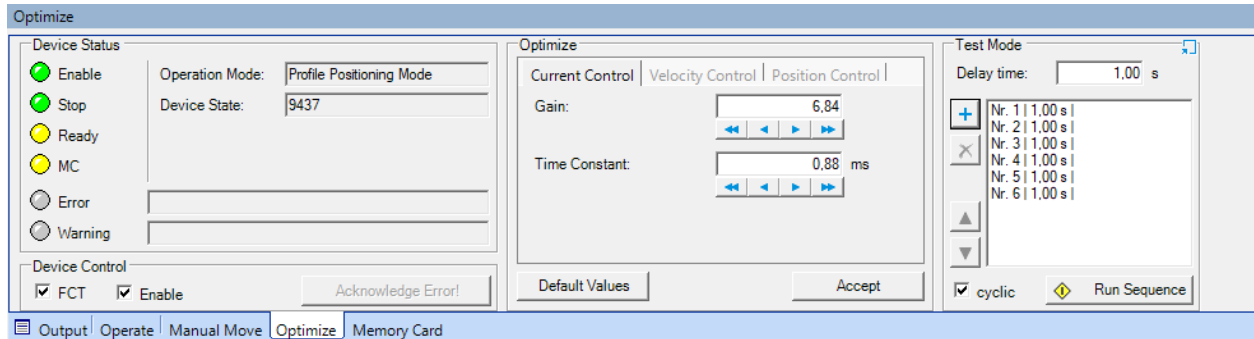 Optimize
Device Status
Enable
Operation Mode:
Profile Positioning Mode
Stop
Device State:
9437
Ready
MC
Error
Warning
Device Control
FCT
Enable
Acknowledge Error!
Optimize
Current Control
Velocity Control
Position Control
Gain:
6,84
Time Constant:
0,88 ms
Default Values
Accept
Test Mode
Delay time:
1,00 s
Nr. 1 | 1,00 s |
Nr. 2 | 1,00 s |
Nr. 3 | 1,00 s |
Nr. 4 | 1,00 s |
Nr. 5 | 1,00 s |
Nr. 6 | 1,00 s |
cyclic
Run Sequence
Output
Operate
Manual Move
Optimize
Memory Card